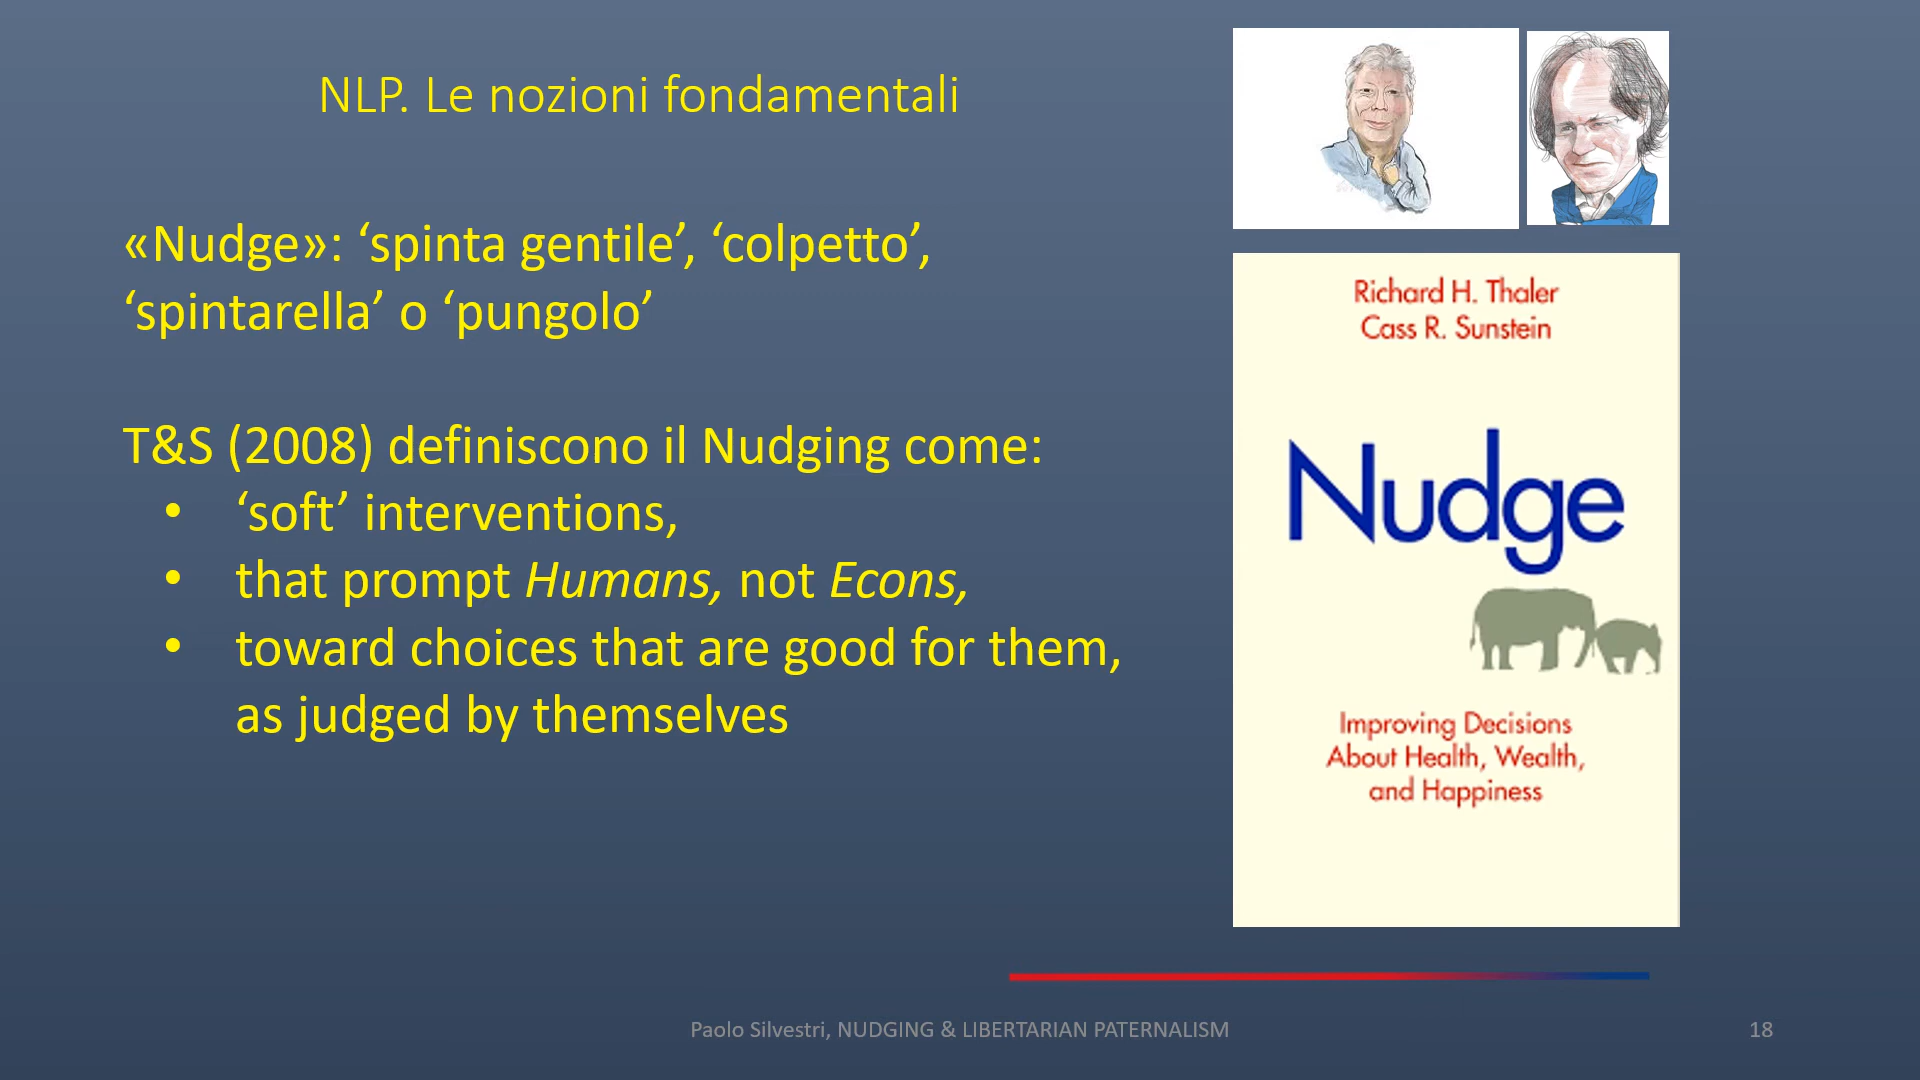 NLP. Le nozioni fondamentali
«Nudge»: ‘spinta gentile’, ‘colpetto’,
‘spintarella’ o ‘pungolo’
T&S (2008) definiscono il Nudging come:
• ‘soft’ interventions,
• that prompt Humans, not Econs,
• toward choices that are good for them,
as judged by themselves
Richard H. Thaler
Cass R. Sunstein
Nudge
Improving Decisions
About Health, Wealth,
and Happiness
Paolo Silvestri, NUDGING & LIBERTARIAN PATERNALISM
18